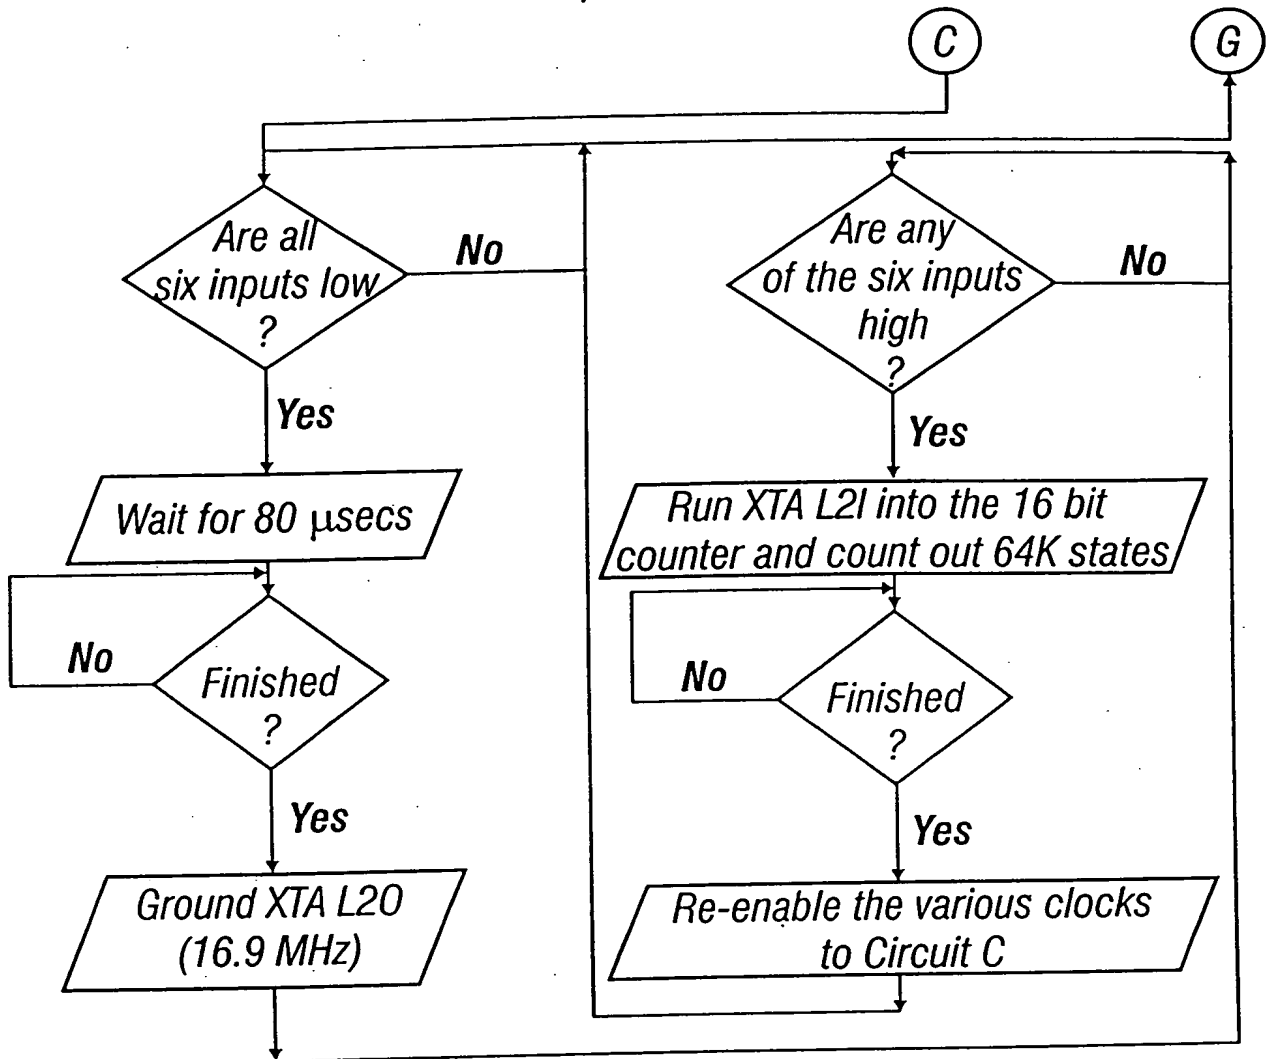 C
G
Are all
six inputs low
?
No
Yes
Wait for 80 μsecs
No
Finished
?
Yes
Ground XTA L2O
(16.9 MHz)
Are any
of the six inputs
high
?
No
Yes
Run XTA L2I into the 16 bit
counter and count out 64K states
No
Finished
?
Yes
Re-enable the various clocks
to Circuit C